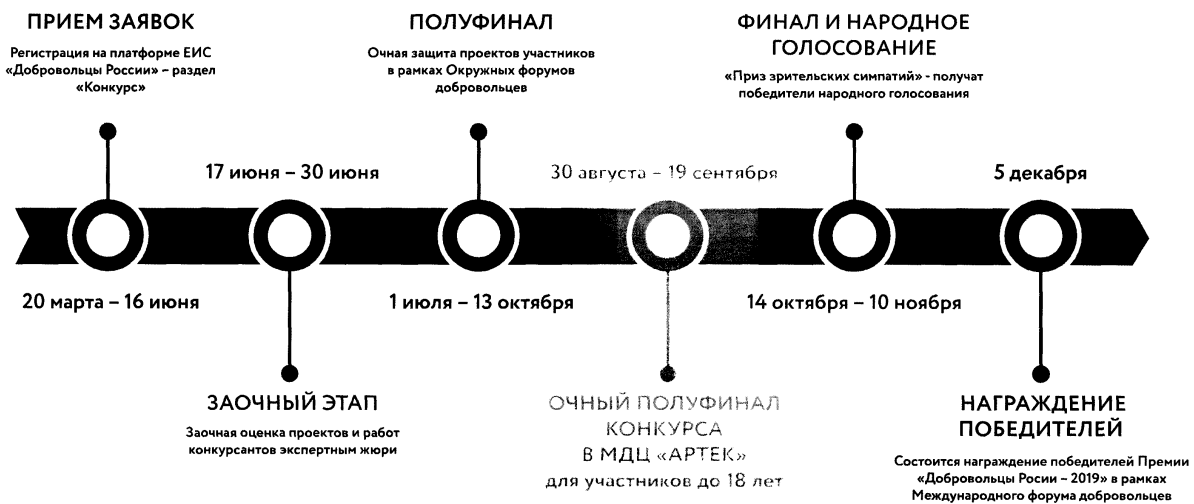 ПРИЕМ ЗАЯВОК
Регистрация на платформе ЕИС
«Добровольцы России» – раздел
«Конкурс»
20 марта – 16 июня
17 июня – 30 июня
ЗАОЧНЫЙ ЭТАП
Заочная оценка проектов и работ
конкурсантов экспертным жюри
ПОЛУФИНАЛ
Очная защита проектов участников
в рамках Окружных форумов
добровольцев
1 июля – 13 октября
30 августа – 19 сентября
ОЧНЫЙ ПОЛУФИНАЛ
КОНКУРСА
В МДЦ «АРТЕК»
для участников до 18 лет
ФИНАЛ И НАРОДНОЕ
ГОЛОСОВАНИЕ
«Приз зрительских симпатий» - получат
победители народного голосования
14 октября – 10 ноября
5 декабря
НАГРАЖДЕНИЕ
ПОБЕДИТЕЛЕЙ
Состоится награждение победителей Премии
«Добровольцы Росии – 2019» в рамках
Международного форума добровольцев